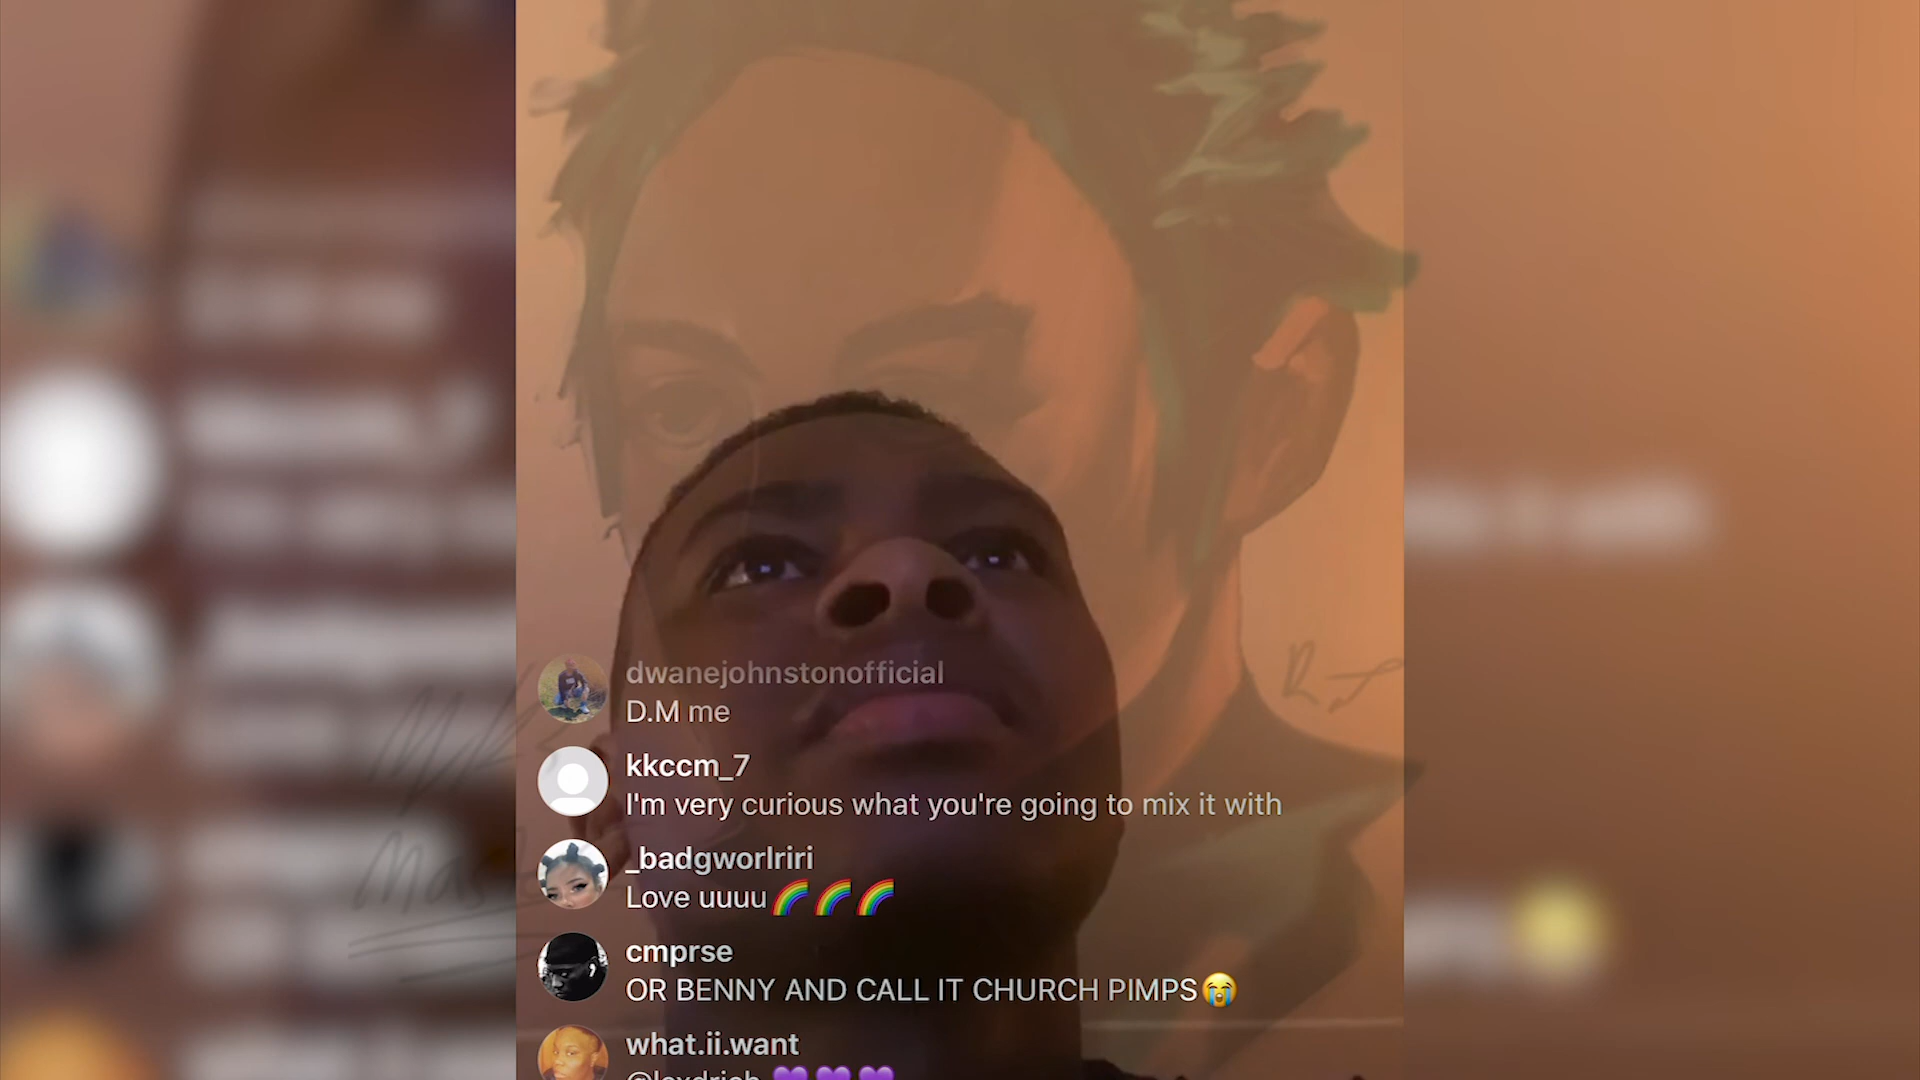 dwanejohnstonofficial
D.M me
kkccm_7
I'm very curious what you're going to mix it with
_badgworlriri
Love uuuu🌈🌈🌈
cmprse
OR BENNY AND CALL IT CHURCH PIMPS😭
what.ii.want
💜💜💜